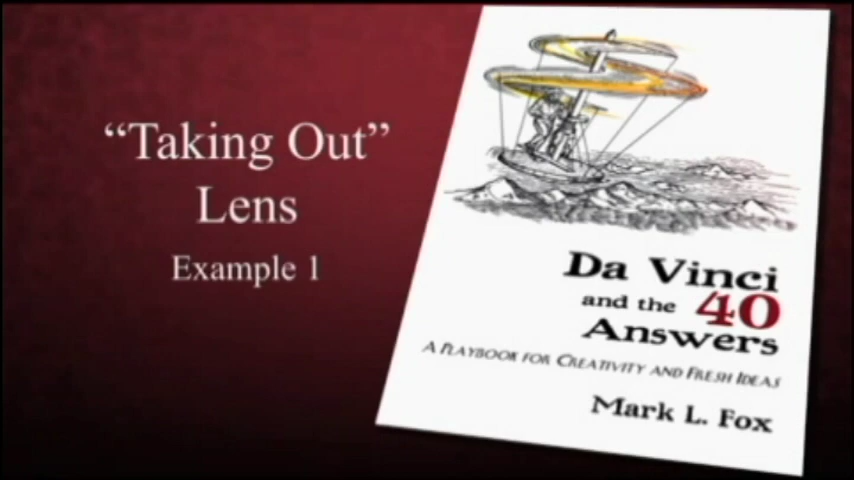 “Taking Out”
Lens
Example 1
Da Vinci
and the 40
Answers
A Playbook for Creativity and Fresh Ideas
Mark L. Fox